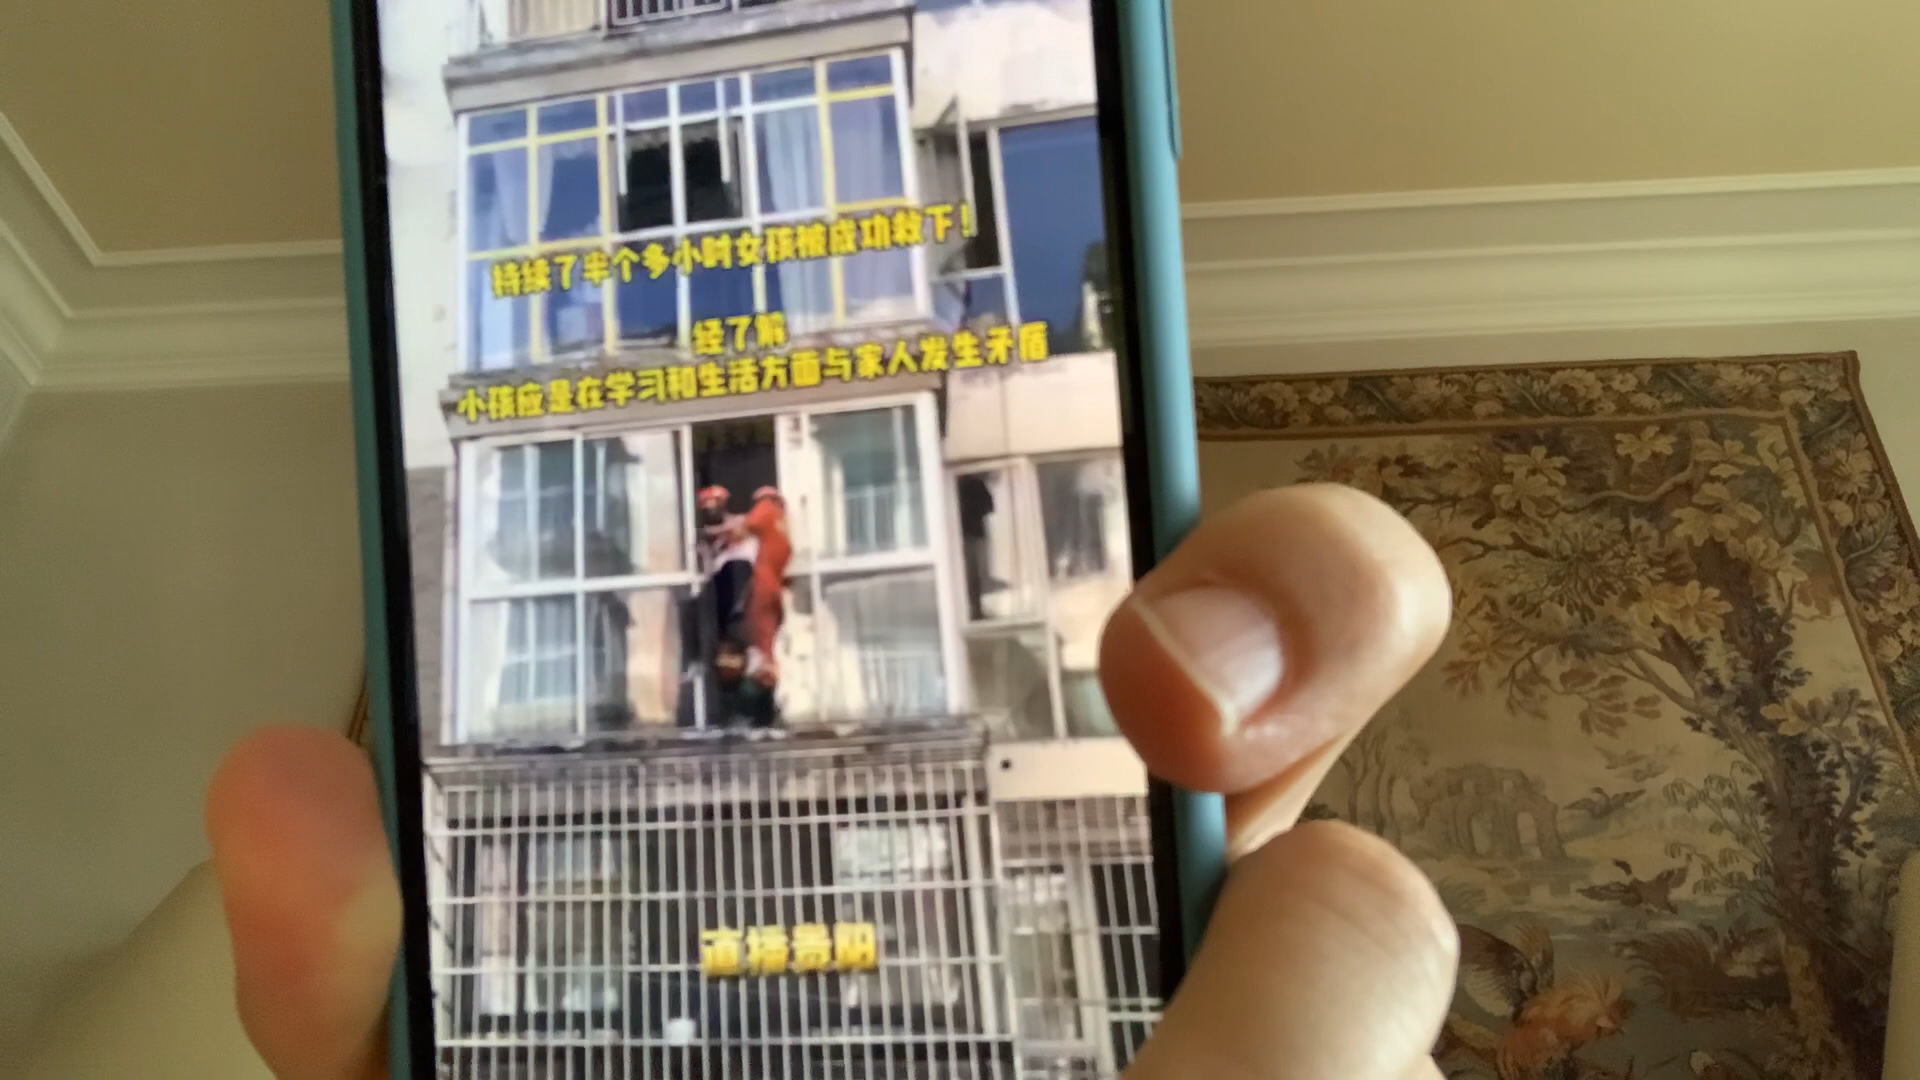 持续了半个多小时女孩被成功救下！
经了解
小孩应是在学习和生活方面与家人发生矛盾
直播贵阳